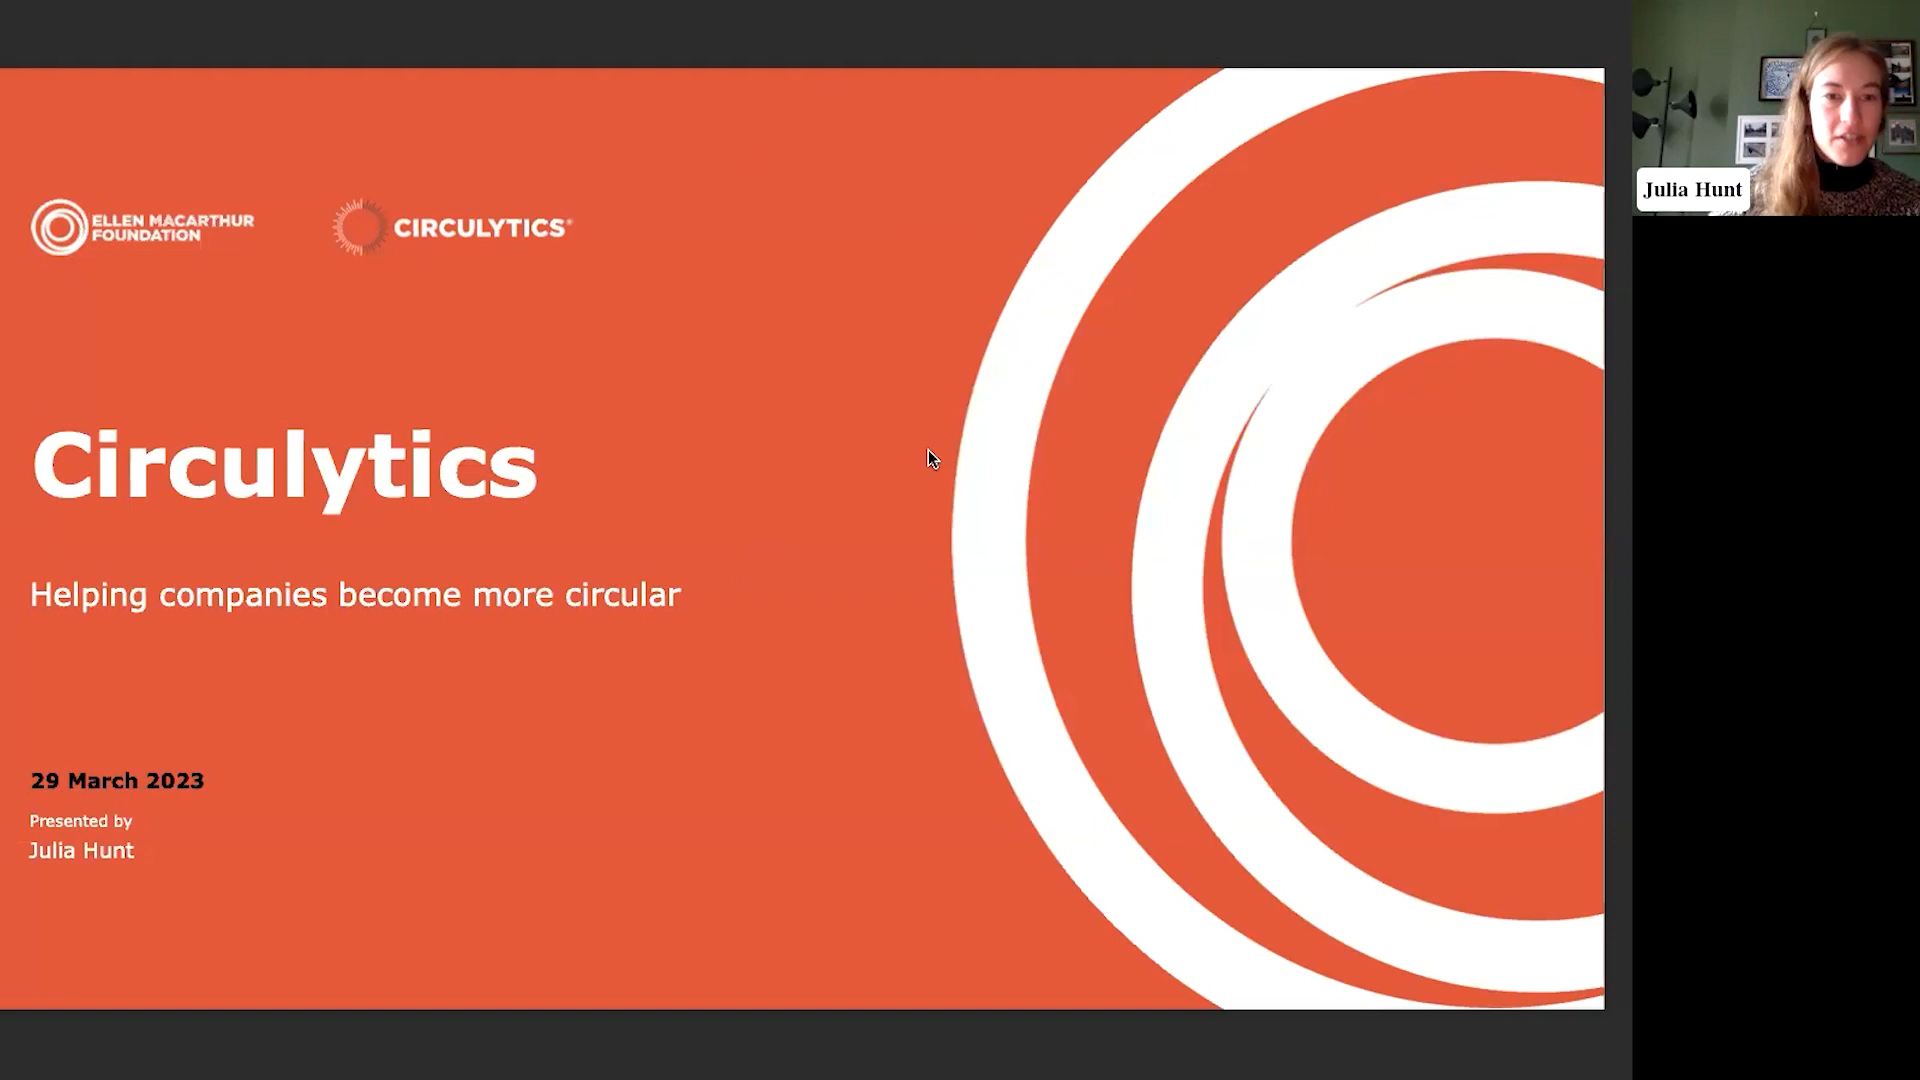 ELLEN MACARTHUR
FOUNDATION
CIRCULYTICS®
Circulytics
Helping companies become more circular
29 March 2023
Presented by
Julia Hunt
Julia Hunt